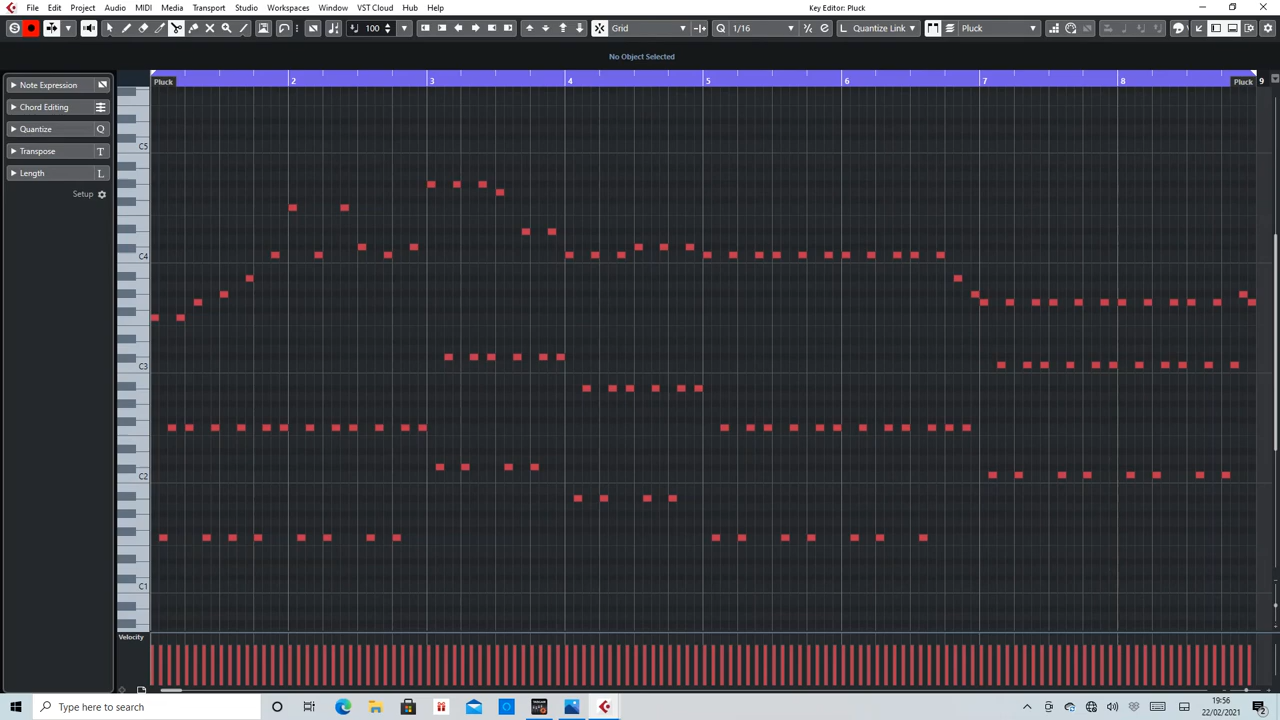 File Edit Project Audio MIDI Media Transport Studio Workspaces Window VST Cloud Hub Help
Key Editor: Pluck
100 Grid Q 1/16 L Quantize Link Pluck
No Object Selected
Note Expression
Chord Editing
Quantize Q
Transpose T
Length L
Setup
Pluck 2 3 4 5 6 7 8 Pluck 9
C5
C4
C3
C2
C1
Velocity
Type here to search
19:56
22/02/2021
2